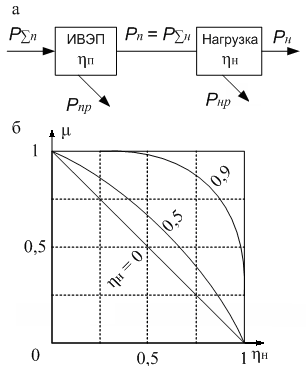 а
P∑п ИВЭП ηп Pп = P∑н Нагрузка ηн Pн
Pпр Pнр
б μ
1
0,9
0,5
0,5
ηн = 0
0 0,5 1 ηн